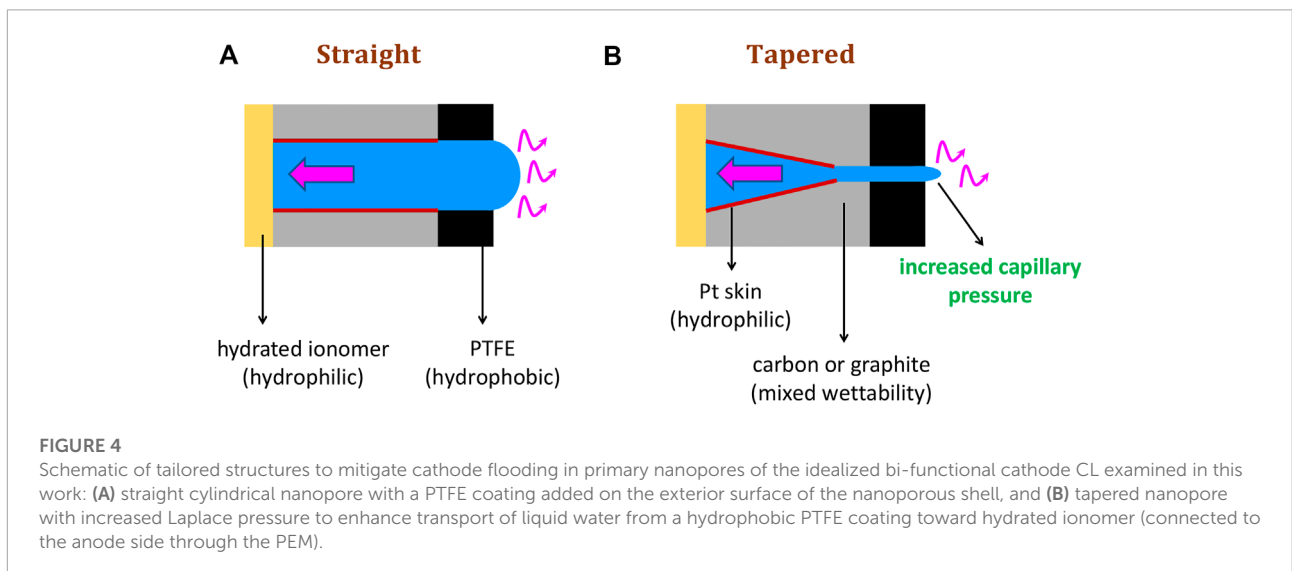 A
Straight
B
Tapered
increased capillary
pressure
Pt skin
(hydrophilic)
hydrated ionomer
(hydrophilic)
PTFE
(hydrophobic)
carbon or graphite
(mixed wettability)
FIGURE 4
Schematic of tailored structures to mitigate cathode flooding in primary nanopores of the idealized bi-functional cathode CL examined in this
work: (A) straight cylindrical nanopore with a PTFE coating added on the exterior surface of the nanoporous shell, and (B) tapered nanopore
with increased Laplace pressure to enhance transport of liquid water from a hydrophobic PTFE coating toward hydrated ionomer (connected to
the anode side through the PEM).